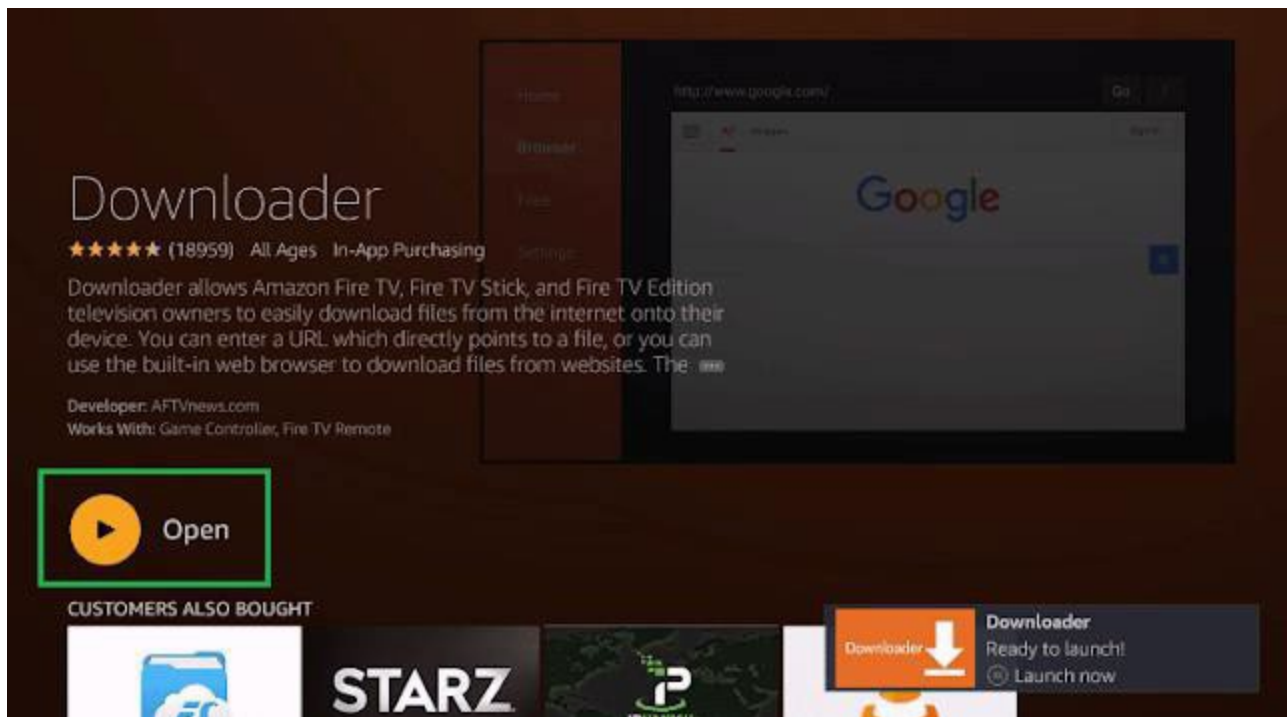 Home
http://www.google.com/
Go
Browser
Google
Downloader
Files
(18959) All Ages In-App Purchasing
Settings
Downloader allows Amazon Fire TV, Fire TV Stick, and Fire TV Edition
television owners to easily download files from the internet onto their
device. You can enter a URL which directly points to a file, or you can
use the built-in web browser to download files from websites. The
Developer: AFTVnews.com
Works With: Game Controller, Fire TV Remote
Open
CUSTOMERS ALSO BOUGHT
STARZ
Downloader
Downloader
Ready to launch!
Launch now